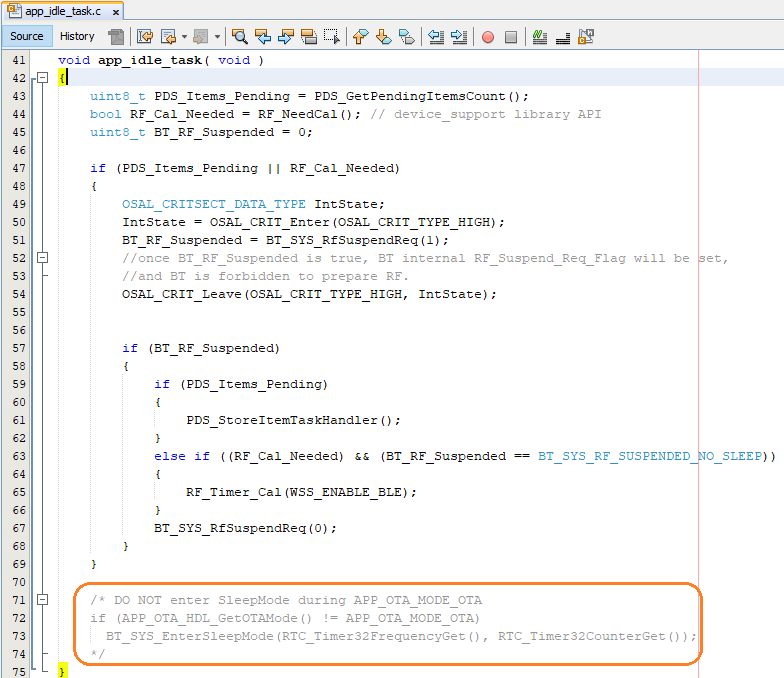 app_idle_task.c x
Source History
41 void app_idle_task( void )
42 {
43 uint8_t PDS_Items_Pending = PDS_GetPendingItemsCount();
44 bool RF_Cal_Needed = RF_NeedCal(); // device_support library API
45 uint8_t BT_RF_Suspended = 0;
46
47 if (PDS_Items_Pending || RF_Cal_Needed)
48 {
49 OSAL_CRITSECT_DATA_TYPE IntState;
50 IntState = OSAL_CRIT_Enter(OSAL_CRIT_TYPE_HIGH);
51 BT_RF_Suspended = BT_SYS_RfSuspendReq(1);
52 //once BT_RF_Suspended is true, BT internal RF_Suspend_Req_Flag will be set,
53 //and BT is forbidden to prepare RF.
54 OSAL_CRIT_Leave(OSAL_CRIT_TYPE_HIGH, IntState);
55
56
57 if (BT_RF_Suspended)
58 {
59 if (PDS_Items_Pending)
60 {
61 PDS_StoreItemTaskHandler();
62 }
63 else if ((RF_Cal_Needed) && (BT_RF_Suspended == BT_SYS_RF_SUSPENDED_NO_SLEEP))
64 {
65 RF_Timer_Cal(WSS_ENABLE_BLE);
66 }
67 BT_SYS_RfSuspendReq(0);
68 }
69 }
70
71 /* DO NOT enter SleepMode during APP_OTA_MODE_OTA
72 if (APP_OTA_HDL_GetOTAMode() != APP_OTA_MODE_OTA)
73 BT_SYS_EnterSleepMode(RTC_Timer32FrequencyGet(), RTC_Timer32CounterGet());
74 */
75 }